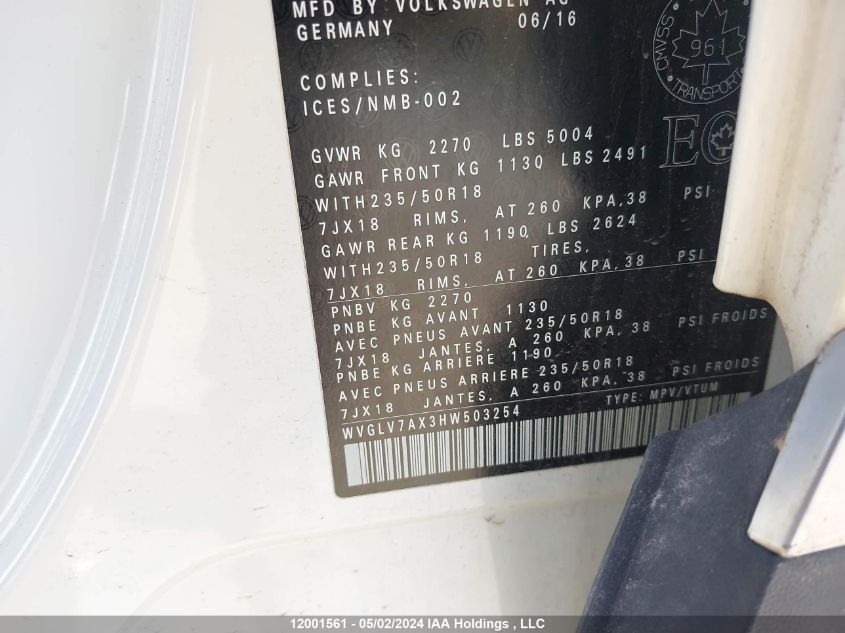 MFD BY VOLKSWAGEN AG
GERMANY 06/16
CMVSS
961
TRANSPORT
COMPLIES:
ICES/NMB-002
EC
GVWR KG 2270 LBS 5004
GAWR FRONT KG 1130 LBS 2491
WITH235/50R18
7JX18 RIMS, AT 260 KPA,38 PSI
GAWR REAR KG 1190 LBS 2624
WITH235/50R18 TIRES,
7JX18 RIMS, AT 260 KPA,38 PSI
PNBV KG 2270
PNBE KG AVANT 1130
AVEC PNEUS AVANT 235/50R18
7JX18 JANTES, A 260 KPA, 38 PSI FROIDS
PNBE KG ARRIERE 1190
AVEC PNEUS ARRIERE 235/50R18
7JX18 JANTES, A 260 KPA, 38 PSI FROIDS
WVGLV7AX3HW503254 TYPE: MPV/VTUM
12001561 - 05/02/2024 IAA Holdings , LLC